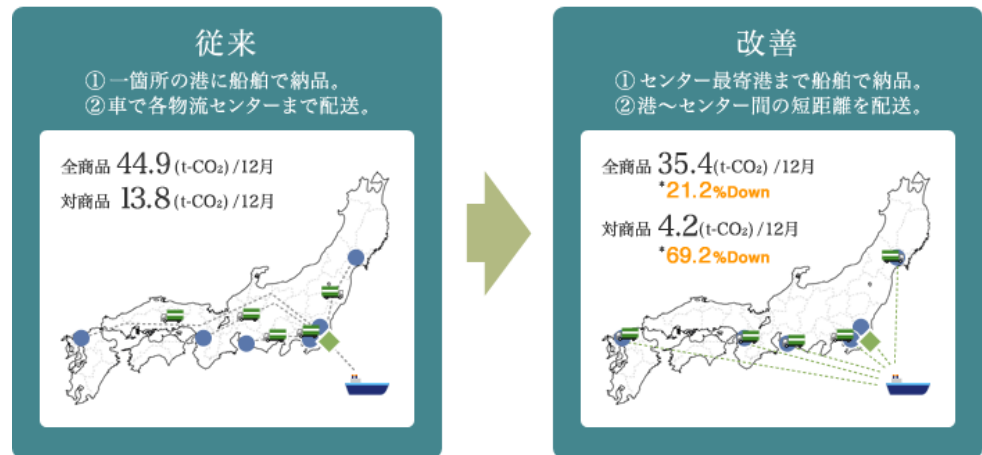 従来
① 一箇所の港に船舶で納品。
② 車で各物流センターまで配送。
全商品 44.9(t-CO₂)/12月
対商品 13.8(t-CO₂)/12月
改善
① センター最寄港まで船舶で納品。
② 港～センター間の短距離を配送。
全商品 35.4(t-CO₂)/12月
*21.2%Down
対商品 4.2(t-CO₂)/12月
*69.2%Down